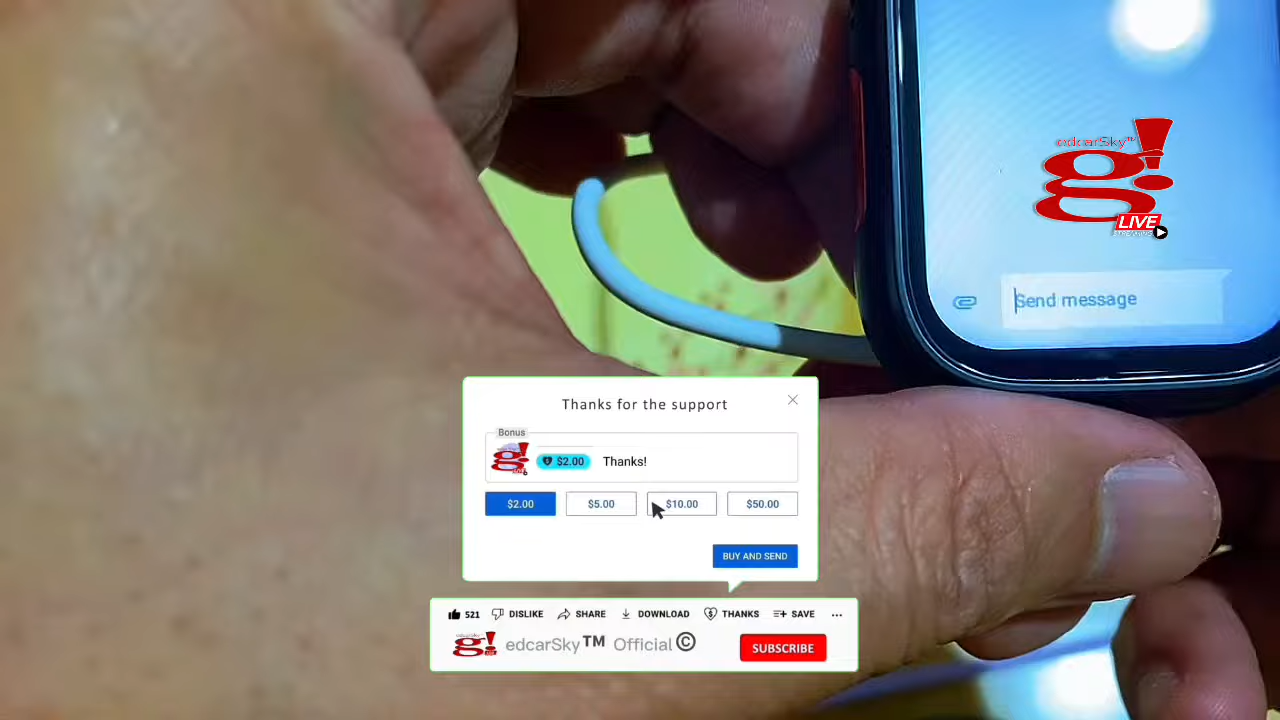 edcarSky™
g!
LIVE
Send message
Thanks for the support
Bonus
g!
$2.00
Thanks!
$2.00
$5.00
$10.00
$50.00
BUY AND SEND
521
DISLIKE
SHARE
DOWNLOAD
THANKS
SAVE
g!
edcarSky™ Official ©
SUBSCRIBE